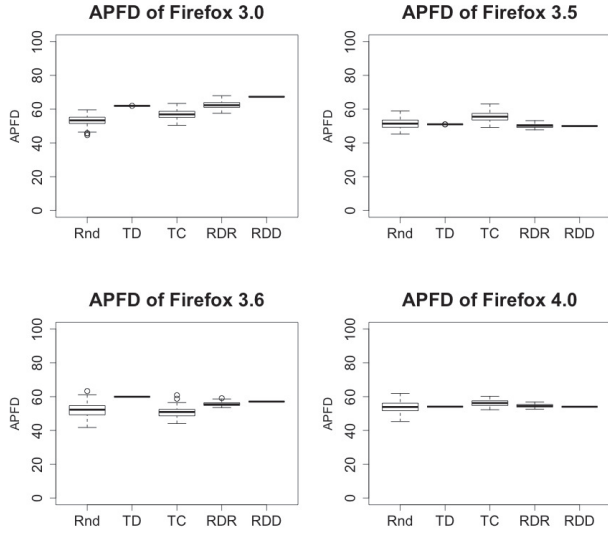 APFD of Firefox 3.0
APFD
0
20
40
60
80
100
Rnd TD TC RDR RDD
APFD of Firefox 3.5
APFD
0
20
40
60
80
100
Rnd TD TC RDR RDD
APFD of Firefox 3.6
APFD
0
20
40
60
80
100
Rnd TD TC RDR RDD
APFD of Firefox 4.0
APFD
0
20
40
60
80
100
Rnd TD TC RDR RDD